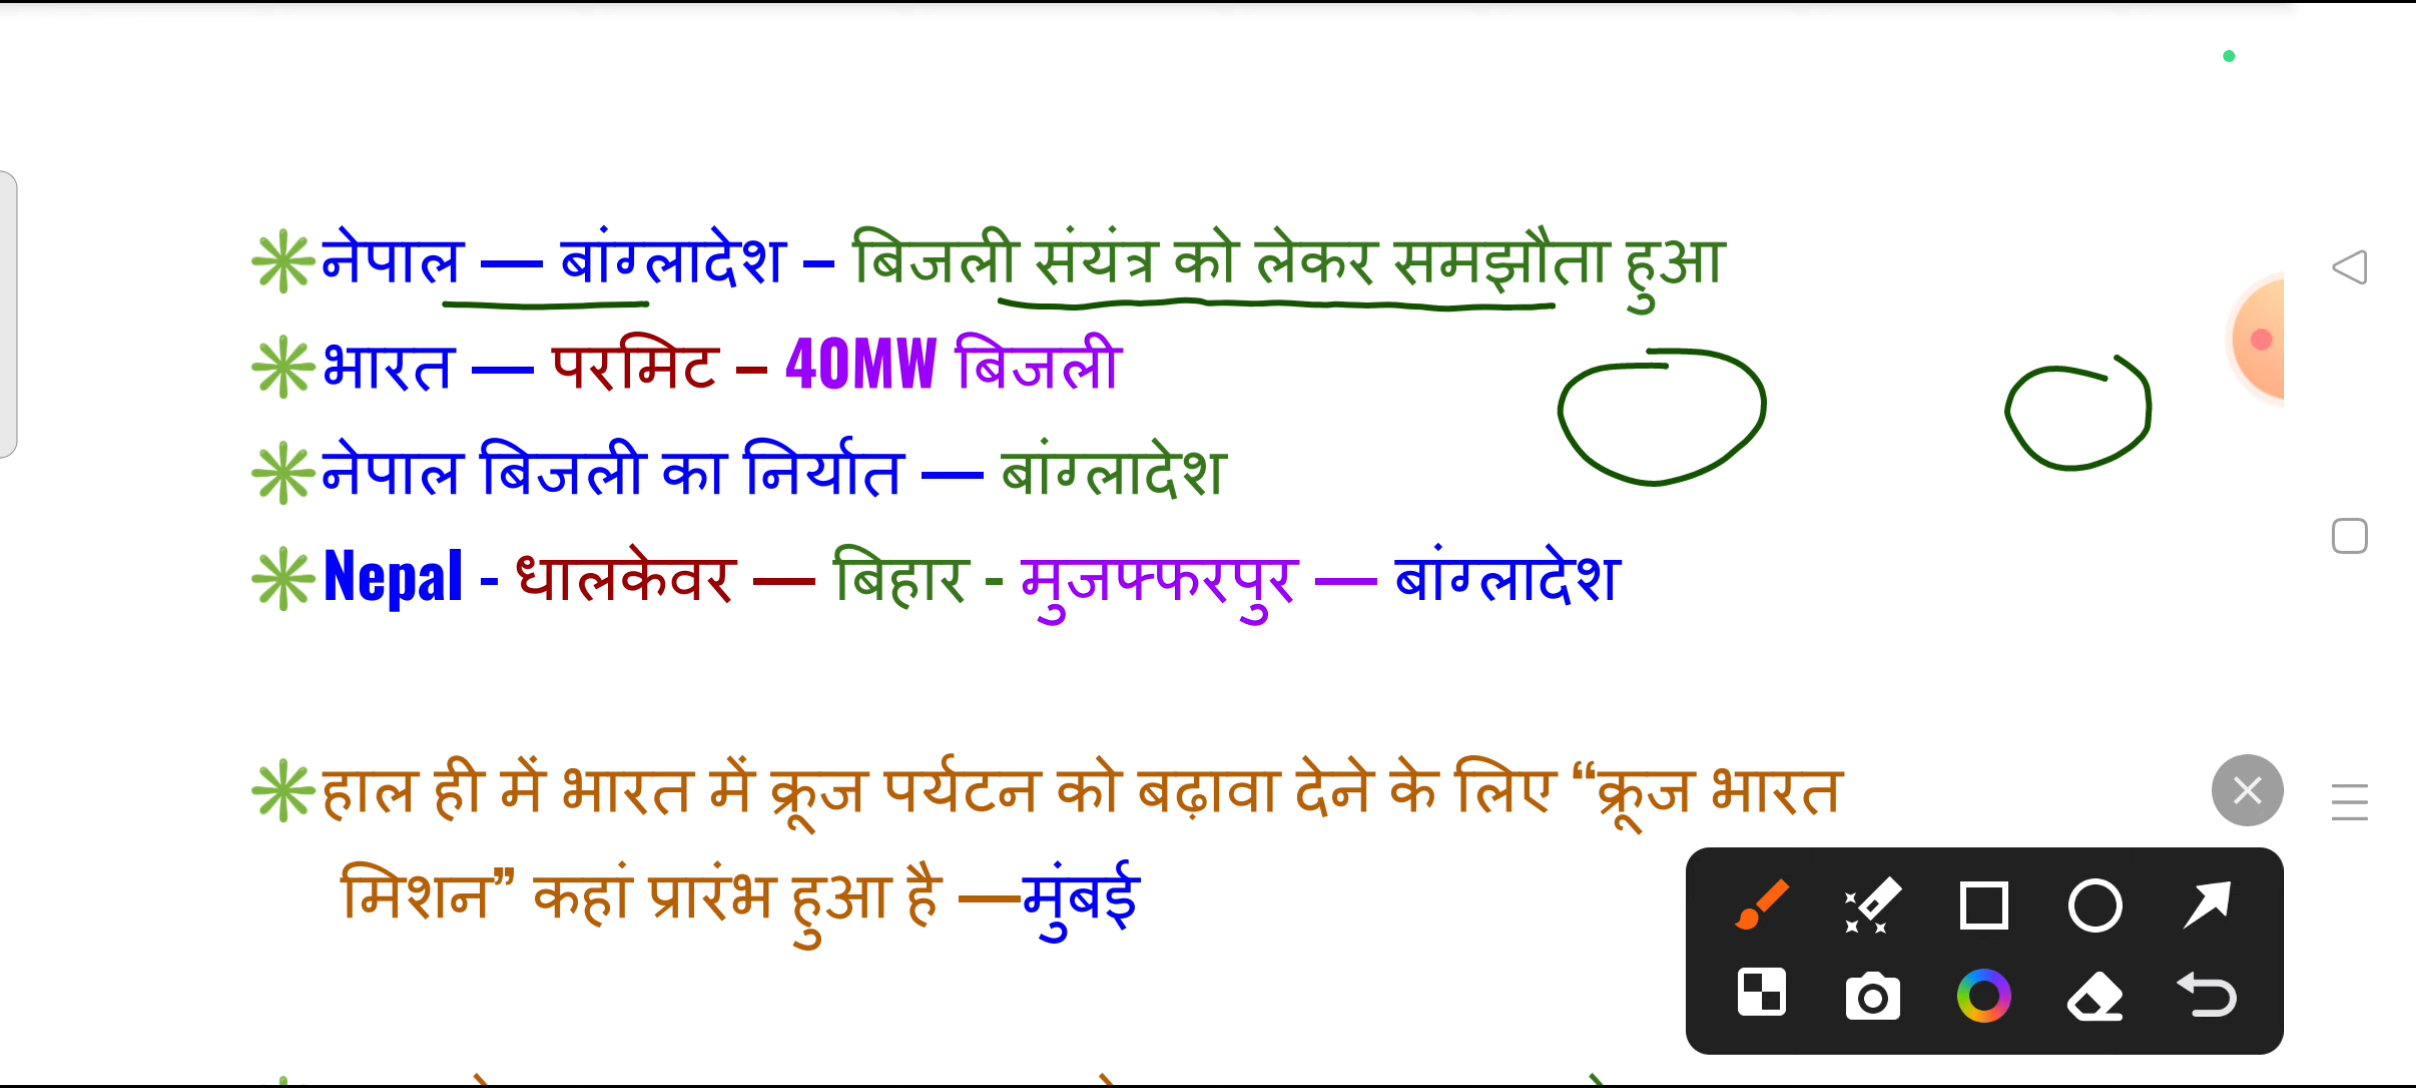 ✳️नेपाल — बांग्लादेश – बिजली संयंत्र को लेकर समझौता हुआ
✳️भारत — परमिट – 40MW बिजली
✳️नेपाल बिजली का निर्यात — बांग्लादेश
✳️Nepal - धालकेवर — बिहार - मुजफ्फरपुर — बांग्लादेश
✳️हाल ही में भारत में क्रूज पर्यटन को बढ़ावा देने के लिए “क्रूज भारत
मिशन” कहां प्रारंभ हुआ है —मुंबई